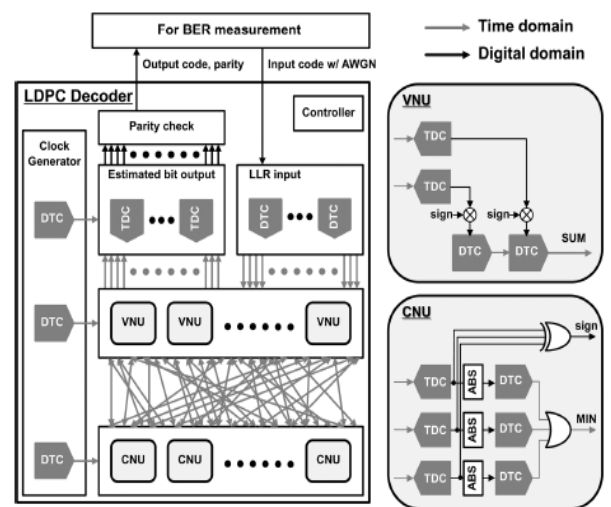 For BER measurement
Time domain
Digital domain
Output code, parity
Input code w/ AWGN
LDPC Decoder
Controller
Parity check
Clock
Generator
Estimated bit output
LLR input
DTC
TDC
TDC
DTC
DTC
DTC
VNU
VNU
VNU
DTC
CNU
CNU
CNU
VNU
TDC
TDC
sign
sign
DTC
DTC
SUM
CNU
sign
TDC
ABS
DTC
TDC
ABS
DTC
MIN
TDC
ABS
DTC